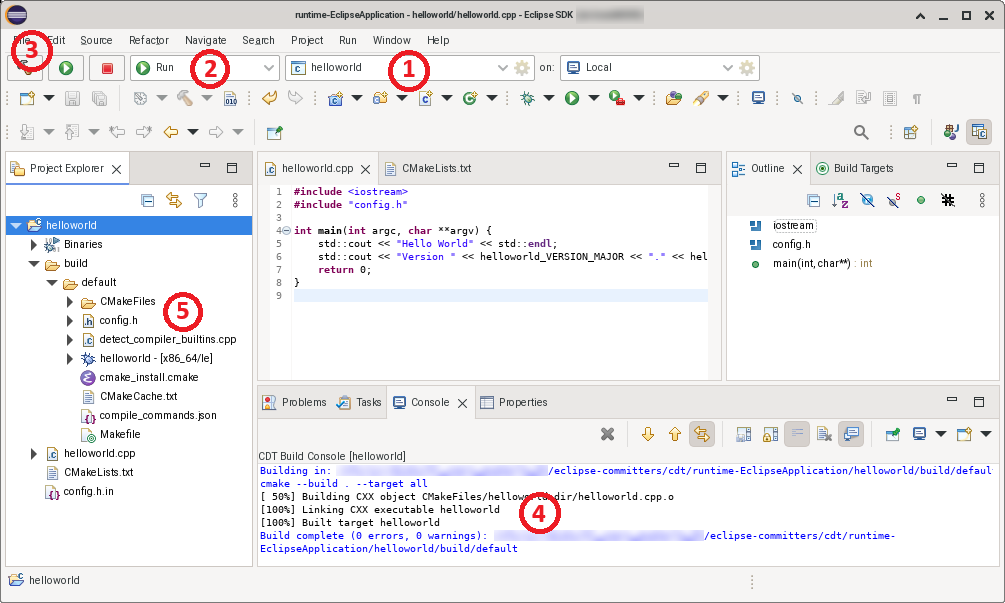 runtime-EclipseApplication - helloworld/helloworld.cpp - Eclipse SDK
Edit Source Refactor Navigate Search Project Run Window Help
3
Run 2 helloworld 1 on: Local
010
Project Explorer
helloworld
Binaries
build
default
CMakeFiles
5
config.h
detect_compiler_builtins.cpp
helloworld - [x86_64/le]
cmake_install.cmake
CMakeCache.txt
compile_commands.json
Makefile
helloworld.cpp
CMakeLists.txt
config.h.in
helloworld.cpp CMakeLists.txt
1 #include <iostream>
2 #include "config.h"
3
4 int main(int argc, char **argv) {
5 std::cout << "Hello World" << std::endl;
6 std::cout << "Version " << helloworld_VERSION_MAJOR << "." << hel
7 return 0;
8 }
9
Outline Build Targets
iostream
config.h
main(int, char**) : int
Problems Tasks Console Properties
CDT Build Console [helloworld]
Building in: /eclipse-committers/cdt/runtime-EclipseApplication/helloworld/build/defaul
cmake --build . --target all
[ 50%] Building CXX object CMakeFiles/helloworld.dir/helloworld.cpp.o
[100%] Linking CXX executable helloworld
4
[100%] Built target helloworld
Build complete (0 errors, 0 warnings): /eclipse-committers/cdt/runtime-
EclipseApplication/helloworld/build/default
helloworld